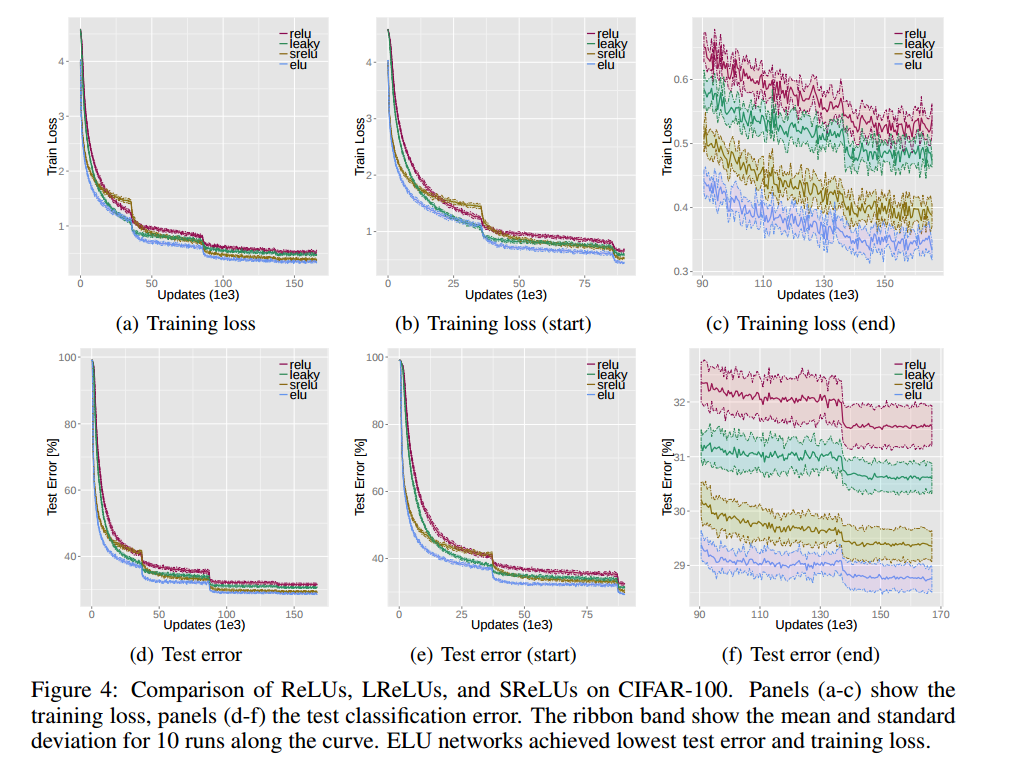 relu
leaky
srelu
elu
4
3
2
1
Train Loss
0 50 100 150
Updates (1e3)
(a) Training loss
relu
leaky
srelu
elu
4
3
2
1
Train Loss
0 25 50 75
Updates (1e3)
(b) Training loss (start)
relu
leaky
srelu
elu
0.6
0.5
0.4
0.3
Train Loss
90 110 130 150
Updates (1e3)
(c) Training loss (end)
relu
leaky
srelu
elu
100
80
60
40
Test Error [%]
0 50 100 150
Updates (1e3)
(d) Test error
relu
leaky
srelu
elu
100
80
60
40
Test Error [%]
0 25 50 75
Updates (1e3)
(e) Test error (start)
relu
leaky
srelu
elu
32
31
30
29
Test Error [%]
90 110 130 150 170
Updates (1e3)
(f) Test error (end)
Figure 4: Comparison of ReLUs, LReLUs, and SReLUs on CIFAR-100. Panels (a-c) show the
training loss, panels (d-f) the test classification error. The ribbon band show the mean and standard
deviation for 10 runs along the curve. ELU networks achieved lowest test error and training loss.